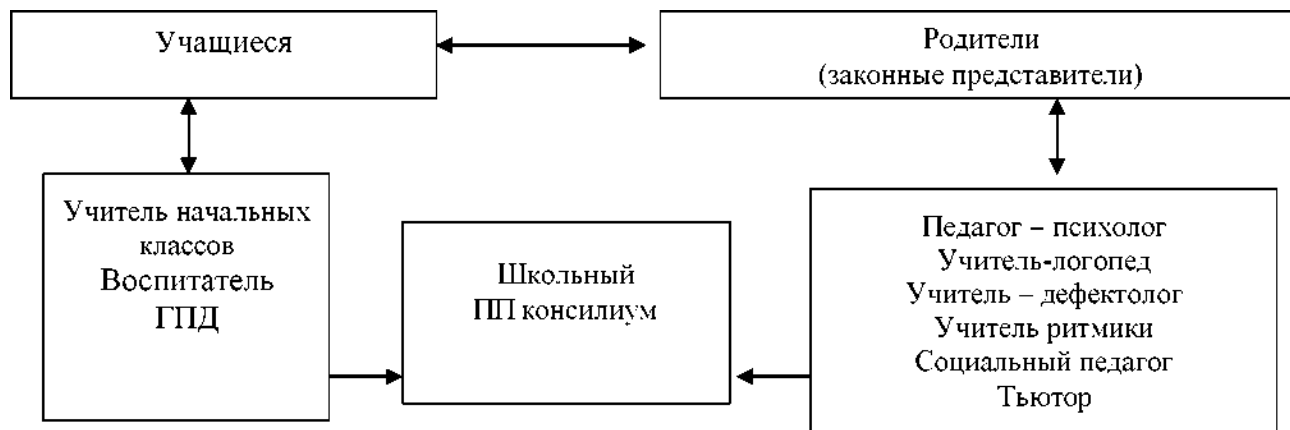 Учащиеся
Родители
(законные представители)
Учитель начальных
классов
Воспитатель
ГПД
Школьный
ПП консилиум
Педагог – психолог
Учитель-логопед
Учитель – дефектолог
Учитель ритмики
Социальный педагог
Тьютор